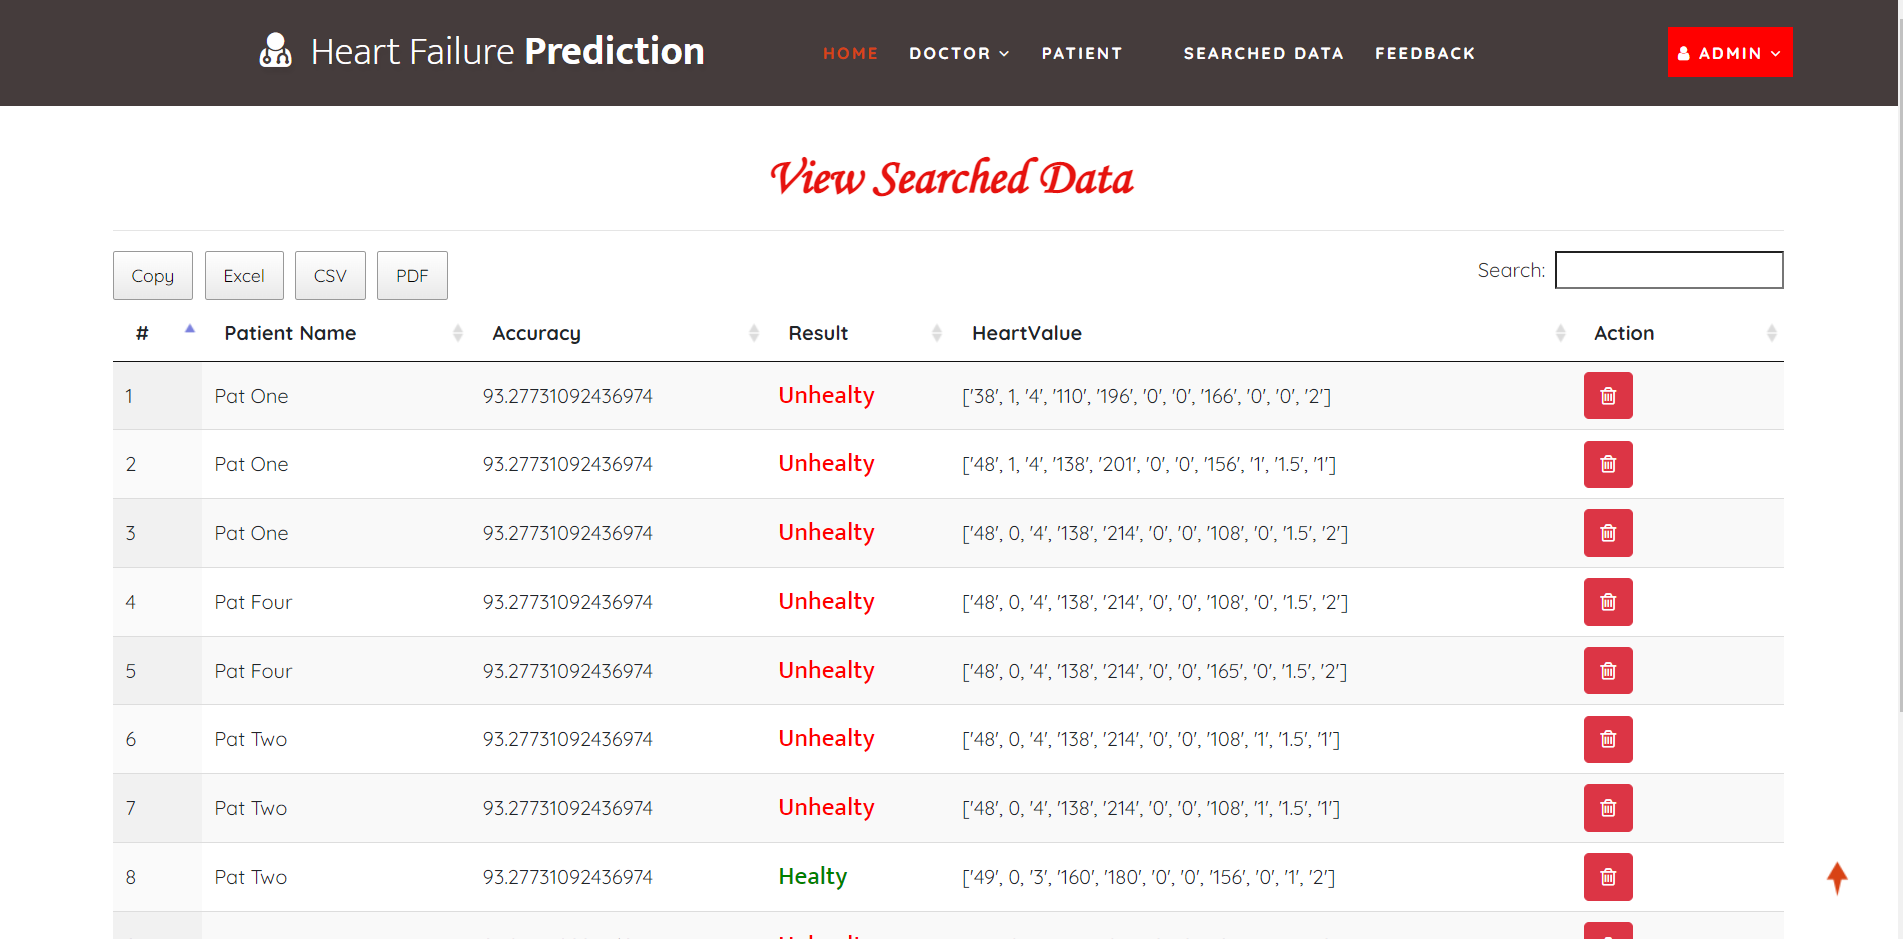 Heart Failure Prediction HOME DOCTOR PATIENT SEARCHED DATA FEEDBACK ADMIN
View Searched Data
Copy Excel CSV PDF Search:
# Patient Name Accuracy Result HeartValue Action
1 Pat One 93.27731092436974 Unhealty ['38', 1, '4', '110', '196', '0', '0', '166', '0', '0', '2']
2 Pat One 93.27731092436974 Unhealty ['48', 1, '4', '138', '201', '0', '0', '156', '1', '1.5', '1']
3 Pat One 93.27731092436974 Unhealty ['48', 0, '4', '138', '214', '0', '0', '108', '0', '1.5', '2']
4 Pat Four 93.27731092436974 Unhealty ['48', 0, '4', '138', '214', '0', '0', '108', '0', '1.5', '2']
5 Pat Four 93.27731092436974 Unhealty ['48', 0, '4', '138', '214', '0', '0', '165', '0', '1.5', '2']
6 Pat Two 93.27731092436974 Unhealty ['48', 0, '4', '138', '214', '0', '0', '108', '1', '1.5', '1']
7 Pat Two 93.27731092436974 Unhealty ['48', 0, '4', '138', '214', '0', '0', '108', '1', '1.5', '1']
8 Pat Two 93.27731092436974 Healty ['49', 0, '3', '160', '180', '0', '0', '156', '0', '1', '2']